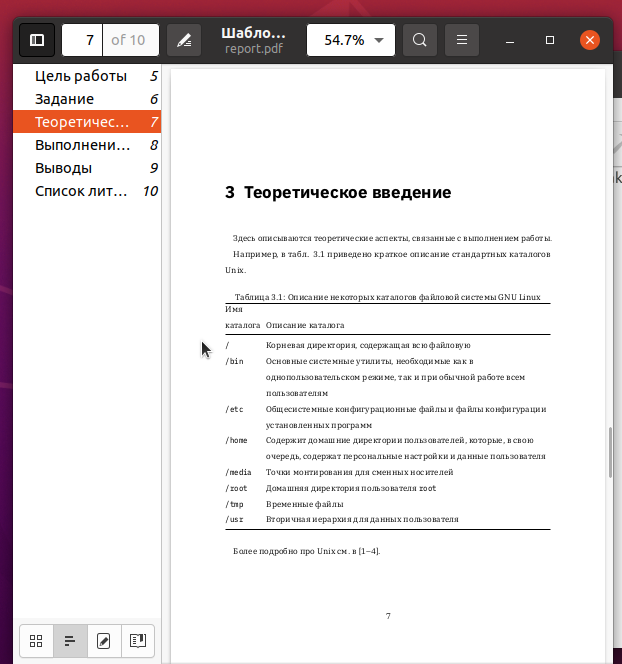 7 of 10
Шабло...
report.pdf
54.7%
Цель работы 5
Задание 6
Теоретичес... 7
Выполнени... 8
Выводы 9
Список лит... 10
3 Теоретическое введение
Здесь описываются теоретические аспекты, связанные с выполнением работы.
Например, в табл. 3.1 приведено краткое описание стандартных каталогов
Unix.
Таблица 3.1: Описание некоторых каталогов файловой системы GNU Linux
Имя
каталога Описание каталога
/ Корневая директория, содержащая всю файловую
/bin Основные системные утилиты, необходимые как в
однопользовательском режиме, так и при обычной работе всем
пользователям
/etc Общесистемные конфигурационные файлы и файлы конфигурации
установленных программ
/home Содержит домашние директории пользователей, которые, в свою
очередь, содержат персональные настройки и данные пользователя
/media Точки монтирования для сменных носителей
/root Домашняя директория пользователя root
/tmp Временные файлы
/usr Вторичная иерархия для данных пользователя
Более подробно про Unix см. в [1–4].
7